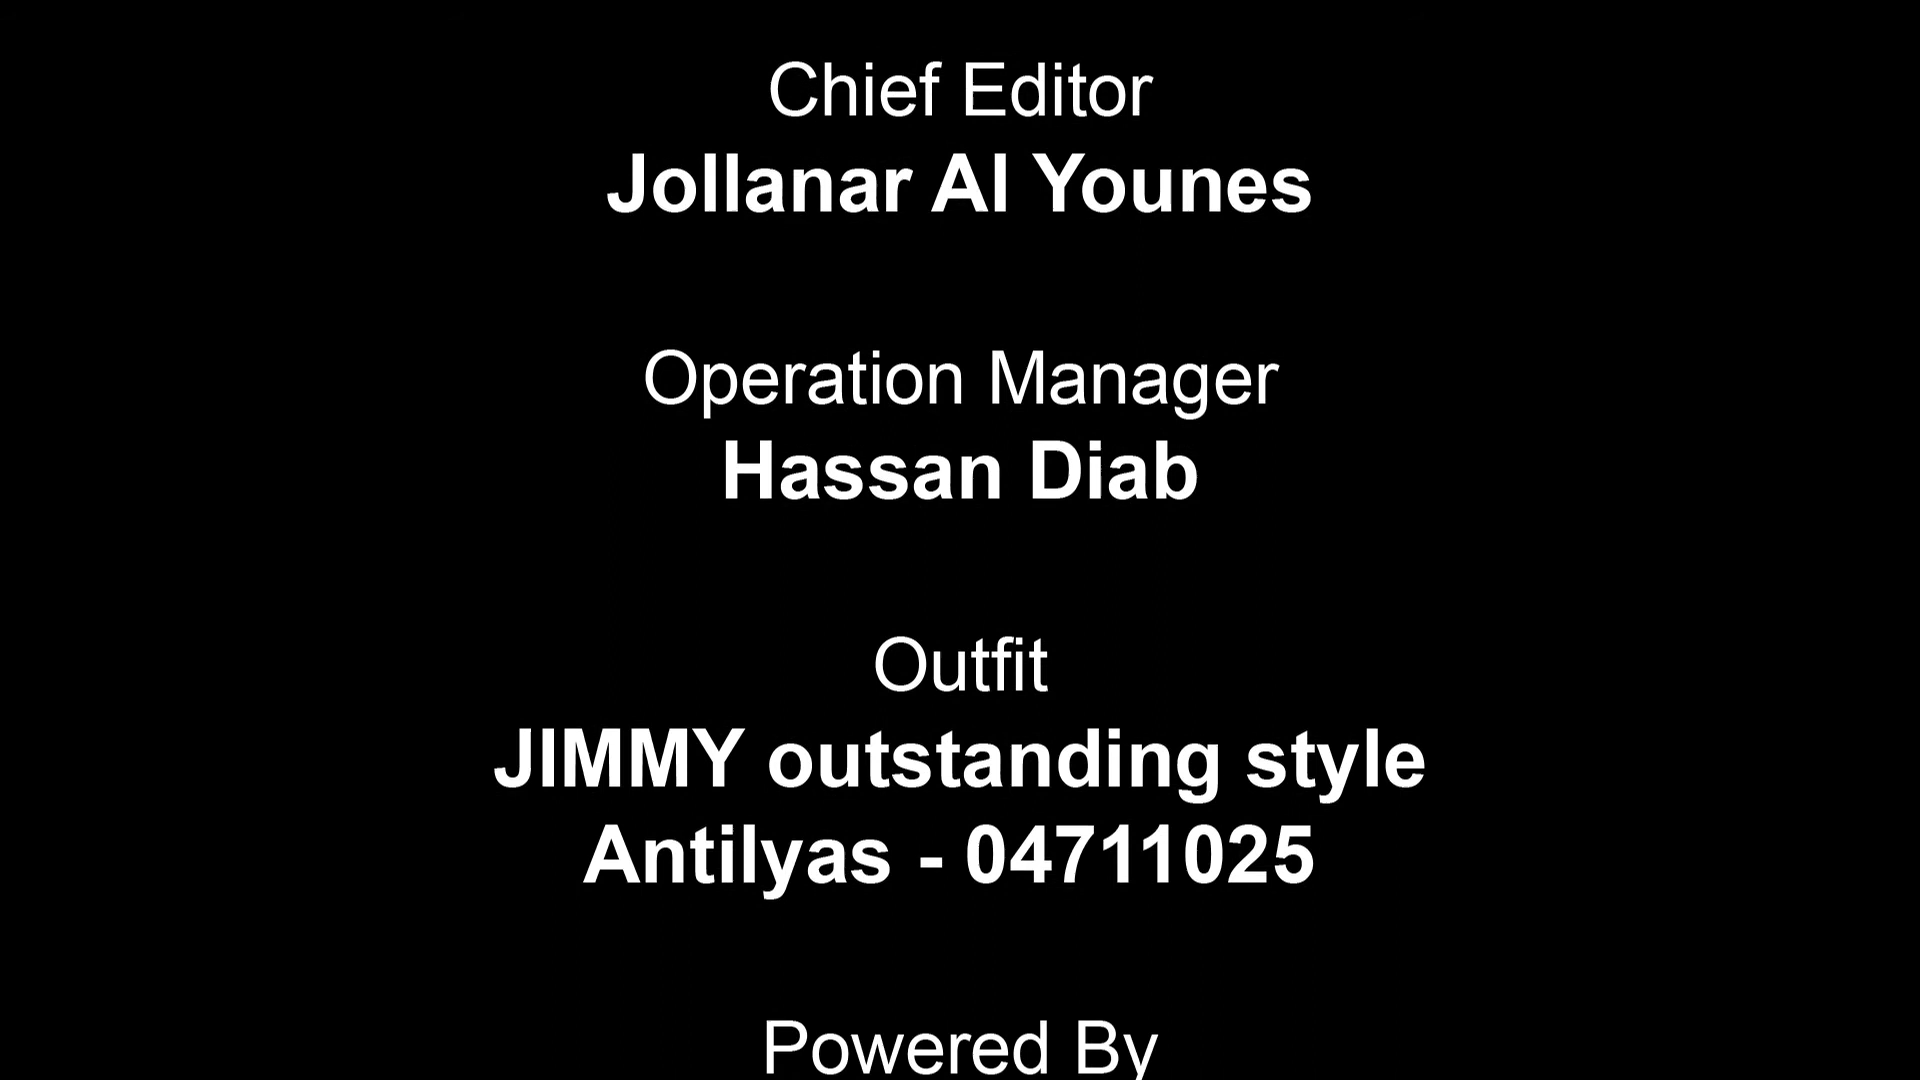 Chief Editor
Jollanar Al Younes
Operation Manager
Hassan Diab
Outfit
JIMMY outstanding style
Antilyas - 04711025
Powered By